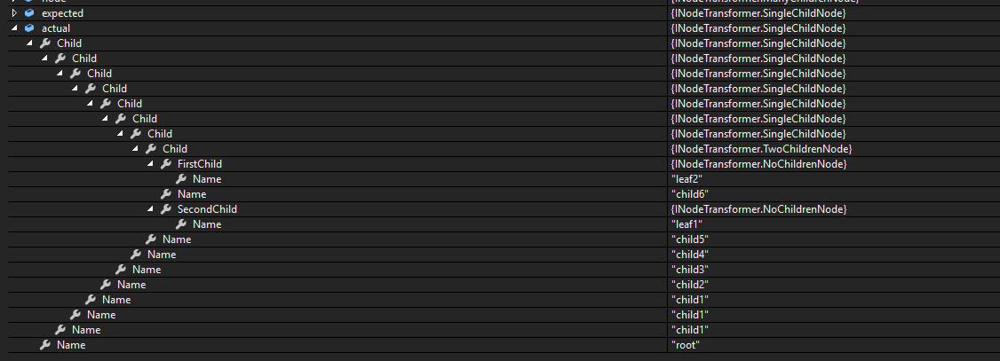 node {INodeTransformer.ManyChildrenNode}
expected {INodeTransformer.SingleChildNode}
actual {INodeTransformer.SingleChildNode}
Child {INodeTransformer.SingleChildNode}
Child {INodeTransformer.SingleChildNode}
Child {INodeTransformer.SingleChildNode}
Child {INodeTransformer.SingleChildNode}
Child {INodeTransformer.SingleChildNode}
Child {INodeTransformer.SingleChildNode}
Child {INodeTransformer.SingleChildNode}
Child {INodeTransformer.TwoChildrenNode}
FirstChild {INodeTransformer.NoChildrenNode}
Name "leaf2"
Name "child6"
SecondChild {INodeTransformer.NoChildrenNode}
Name "leaf1"
Name "child5"
Name "child4"
Name "child3"
Name "child2"
Name "child1"
Name "child1"
Name "child1"
Name "root"